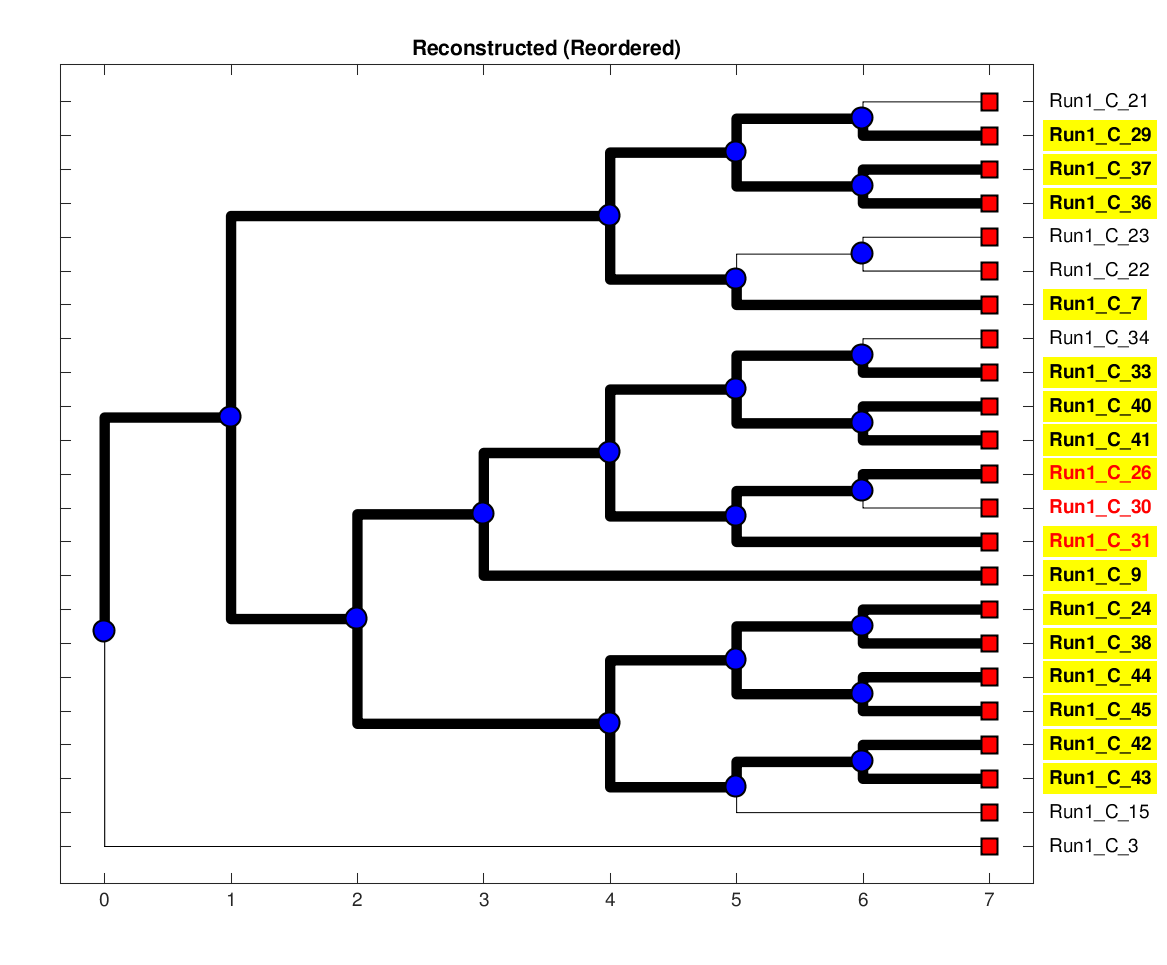 Reconstructed (Reordered)
Run1_C_21
Run1_C_29
Run1_C_37
Run1_C_36
Run1_C_23
Run1_C_22
Run1_C_7
Run1_C_34
Run1_C_33
Run1_C_40
Run1_C_41
Run1_C_26
Run1_C_30
Run1_C_31
Run1_C_9
Run1_C_24
Run1_C_38
Run1_C_44
Run1_C_45
Run1_C_42
Run1_C_43
Run1_C_15
Run1_C_3
0 1 2 3 4 5 6 7